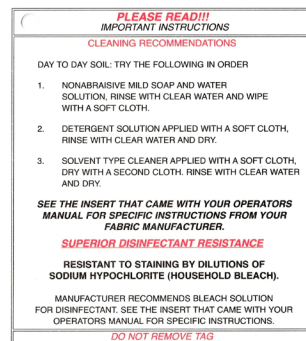 PLEASE READ!!!
IMPORTANT INSTRUCTIONS
CLEANING RECOMMENDATIONS
DAY TO DAY SOIL: TRY THE FOLLOWING IN ORDER
1. NONABRAISIVE MILD SOAP AND WATER
SOLUTION, RINSE WITH CLEAR WATER AND WIPE
WITH A SOFT CLOTH.
2. DETERGENT SOLUTION APPLIED WITH A SOFT CLOTH,
RINSE WITH CLEAR WATER AND DRY.
3. SOLVENT TYPE CLEANER APPLIED WITH A SOFT CLOTH,
DRY WITH A SECOND CLOTH. RINSE WITH CLEAR WATER
AND DRY.
SEE THE INSERT THAT CAME WITH YOUR OPERATORS
MANUAL FOR SPECIFIC INSTRUCTIONS FROM YOUR
FABRIC MANUFACTURER.
SUPERIOR DISINFECTANT RESISTANCE
RESISTANT TO STAINING BY DILUTIONS OF
SODIUM HYPOCHLORITE (HOUSEHOLD BLEACH).
MANUFACTURER RECOMMENDS BLEACH SOLUTION
FOR DISINFECTANT. SEE THE INSERT THAT CAME WITH YOUR
OPERATORS MANUAL FOR SPECIFIC INSTRUCTIONS.
DO NOT REMOVE TAG